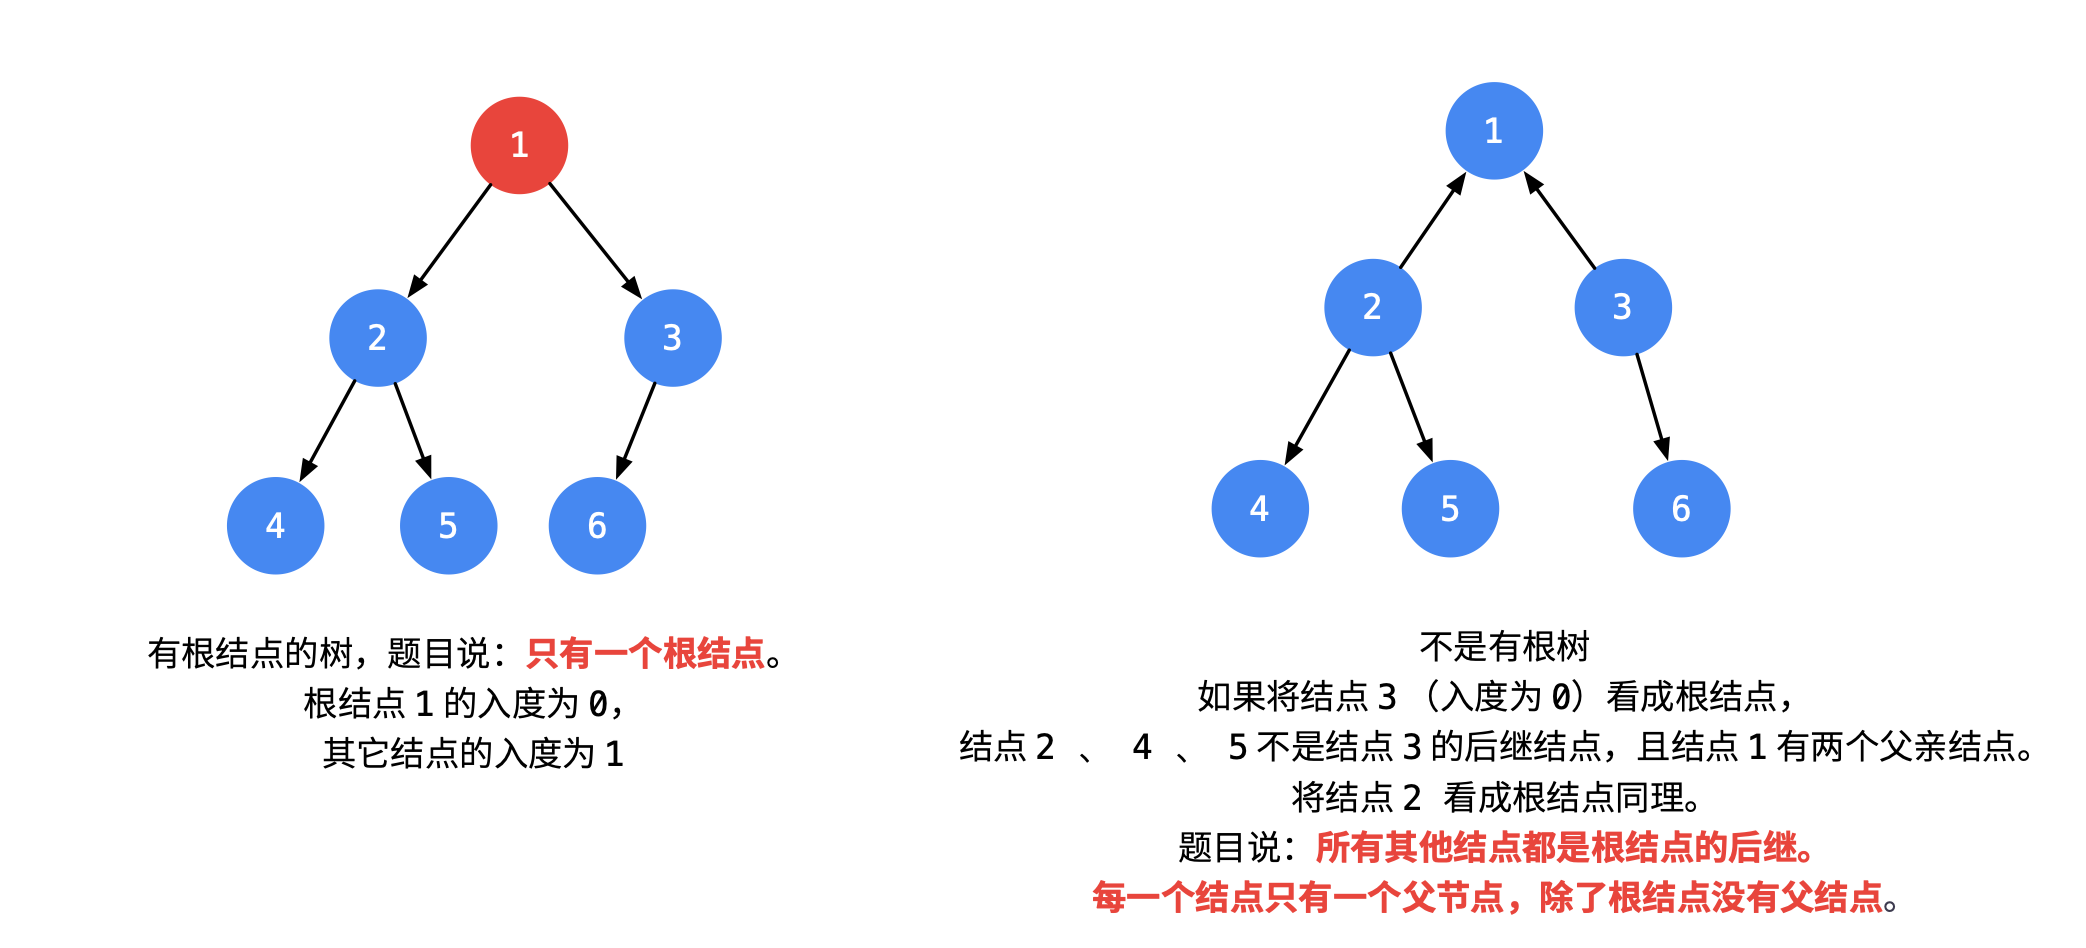 1
2
3
4
5
6
有根结点的树，题目说：只有一个根结点。
根结点 1 的入度为 0，
其它结点的入度为 1
1
2
3
4
5
6
不是有根树
如果将结点 3 （入度为 0）看成根结点，
结点 2 、 4 、 5 不是结点 3 的后继结点，且结点 1 有两个父亲结点。
将结点 2 看成根结点同理。
题目说：所有其他结点都是根结点的后继。
每一个结点只有一个父节点，除了根结点没有父结点。